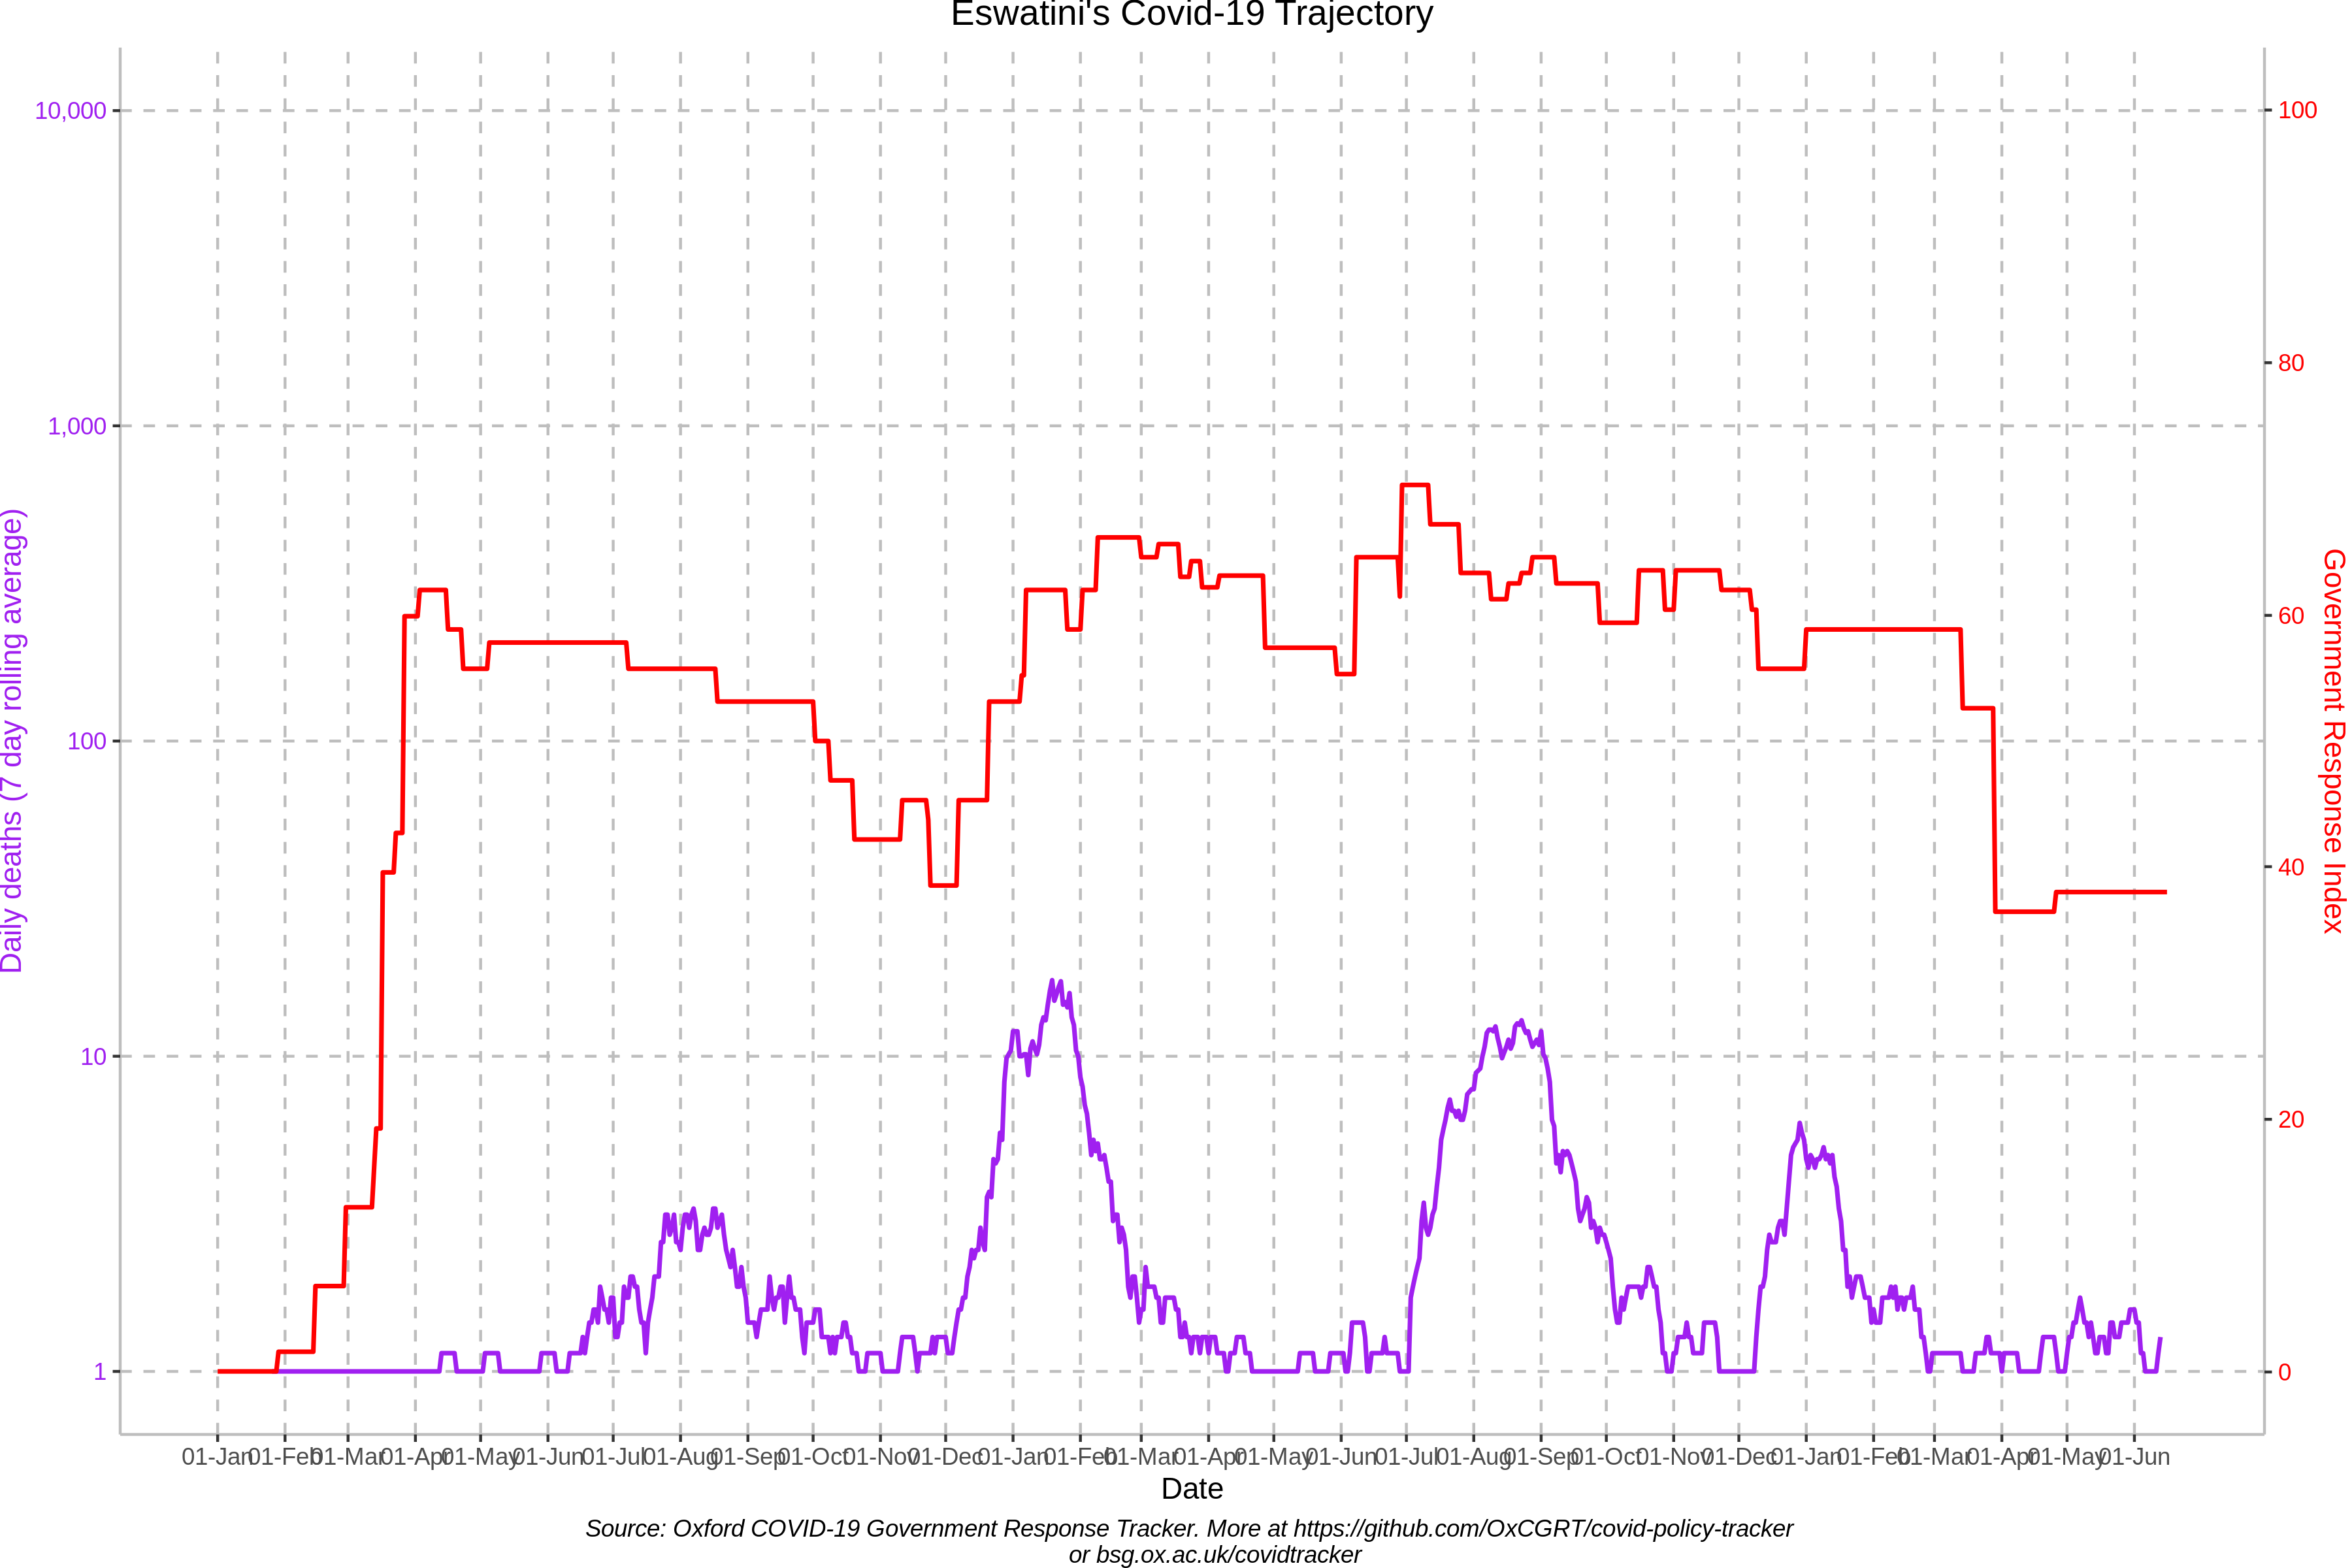 Eswatini's Covid-19 Trajectory
10,000
1,000
100
10
1
Daily deaths (7 day rolling average)
100
80
60
40
20
0
Government Response Index
01-Jan 01-Feb 01-Mar 01-Apr 01-May 01-Jun 01-Jul 01-Aug 01-Sep 01-Oct 01-Nov 01-Dec 01-Jan 01-Feb 01-Mar 01-Apr 01-May 01-Jun 01-Jul 01-Aug 01-Sep 01-Oct 01-Nov 01-Dec 01-Jan 01-Feb 01-Mar 01-Apr 01-May 01-Jun
Date
Source: Oxford COVID-19 Government Response Tracker. More at https://github.com/OxCGRT/covid-policy-tracker
or bsg.ox.ac.uk/covidtracker